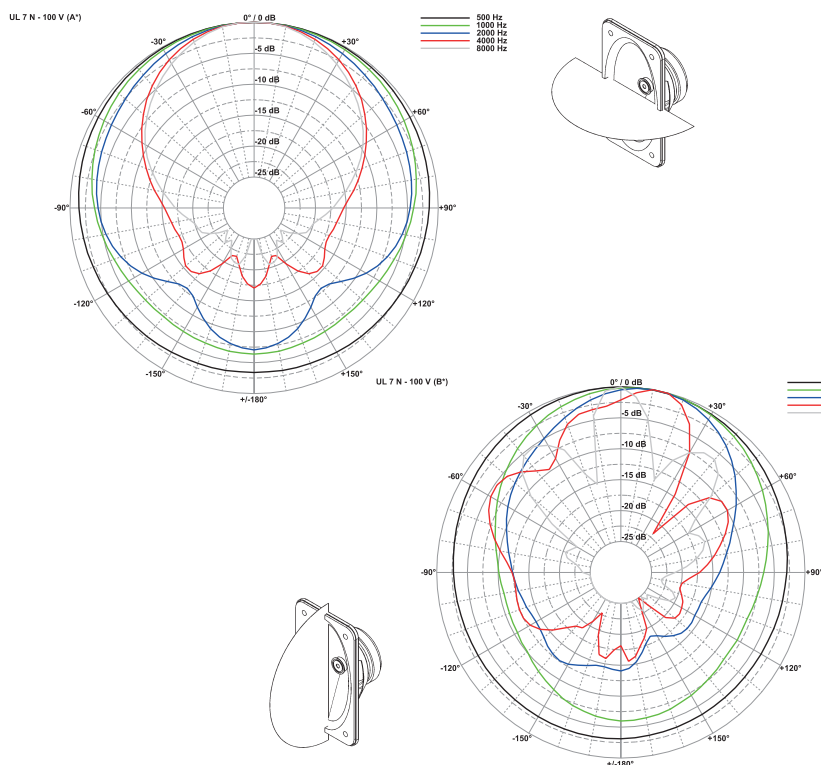 UL 7 N - 100 V (A*)
0° / 0 dB
500 Hz
1000 Hz
2000 Hz
4000 Hz
8000 Hz
-30°
+30°
-5 dB
-10 dB
-60°
+60°
-15 dB
-20 dB
-25 dB
-90°
+90°
-120°
+120°
-150°
+150°
+/-180°
UL 7 N - 100 V (B*)
0° / 0 dB
-30°
+30°
-5 dB
-10 dB
-60°
+60°
-15 dB
-20 dB
-25 dB
-90°
+90°
-120°
+120°
-150°
+150°
+/-180°